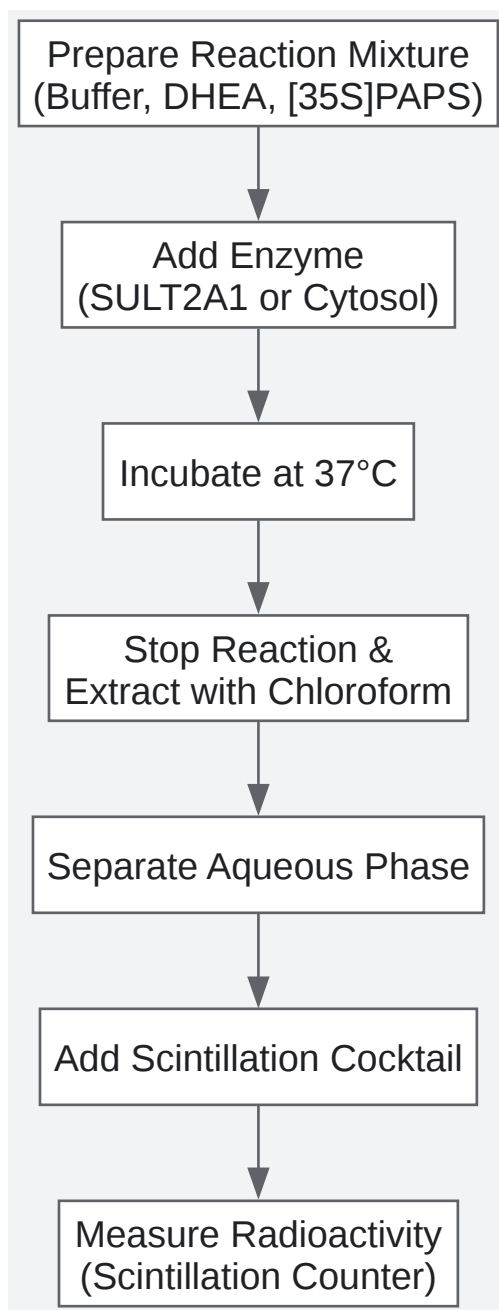 Prepare Reaction Mixture
(Buffer, DHEA, [35S]PAPS)
Add Enzyme
(SULT2A1 or Cytosol)
Incubate at 37°C
Stop Reaction &
Extract with Chloroform
Separate Aqueous Phase
Add Scintillation Cocktail
Measure Radioactivity
(Scintillation Counter)